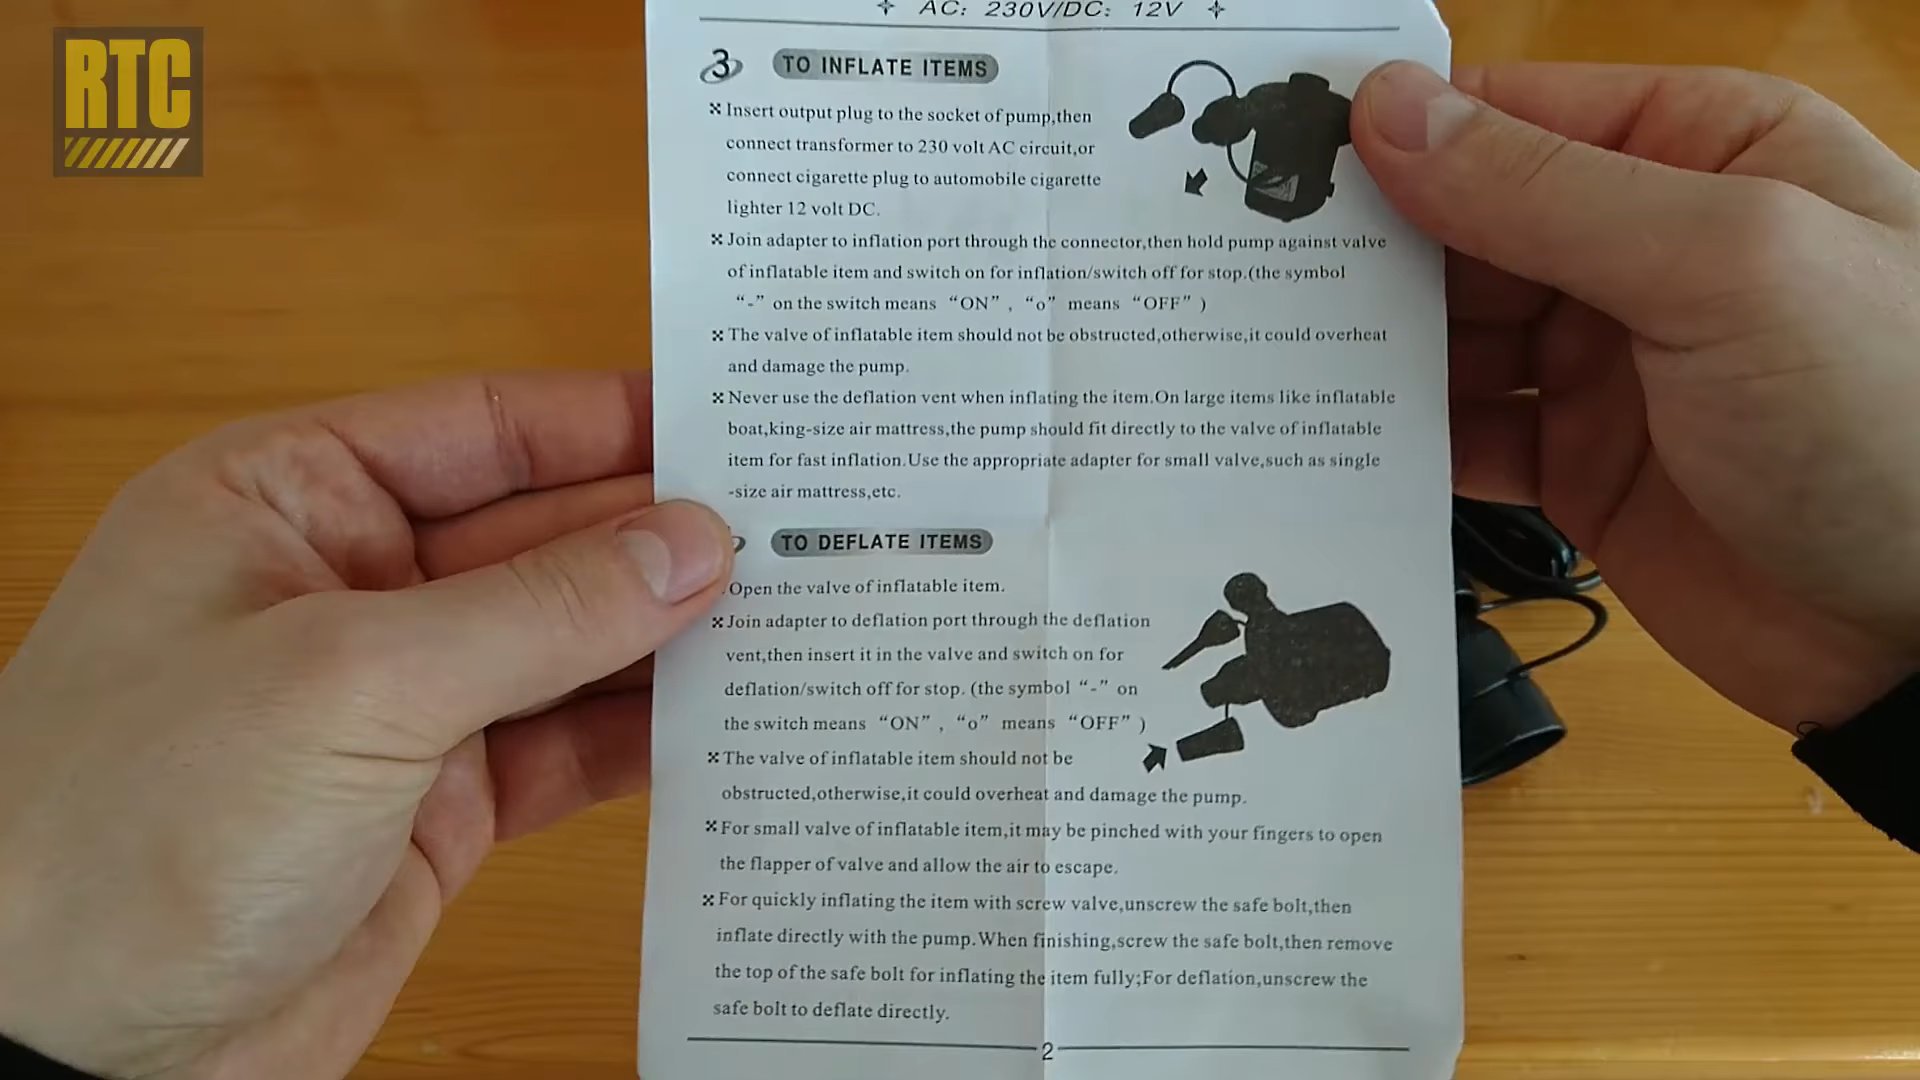 RTC
AC: 230V/DC: 12V
3 TO INFLATE ITEMS
Insert output plug to the socket of pump,then
connect transformer to 230 volt AC circuit,or
connect cigarette plug to automobile cigarette
lighter 12 volt DC.
Join adapter to inflation port through the connector,then hold pump against valve
of inflatable item and switch on for inflation/switch off for stop.(the symbol
“-” on the switch means “ON” , “o” means “OFF” )
The valve of inflatable item should not be obstructed,otherwise,it could overheat
and damage the pump.
Never use the deflation vent when inflating the item.On large items like inflatable
boat,king-size air mattress,the pump should fit directly to the valve of inflatable
item for fast inflation.Use the appropriate adapter for small valve,such as single
-size air mattress,etc.
TO DEFLATE ITEMS
Open the valve of inflatable item.
Join adapter to deflation port through the deflation
vent,then insert it in the valve and switch on for
deflation/switch off for stop. (the symbol “-” on
the switch means “ON” , “o” means “OFF” )
The valve of inflatable item should not be
obstructed,otherwise,it could overheat and damage the pump.
For small valve of inflatable item,it may be pinched with your fingers to open
the flapper of valve and allow the air to escape.
For quickly inflating the item with screw valve,unscrew the safe bolt,then
inflate directly with the pump.When finishing,screw the safe bolt,then remove
the top of the safe bolt for inflating the item fully;For deflation,unscrew the
safe bolt to deflate directly.
2